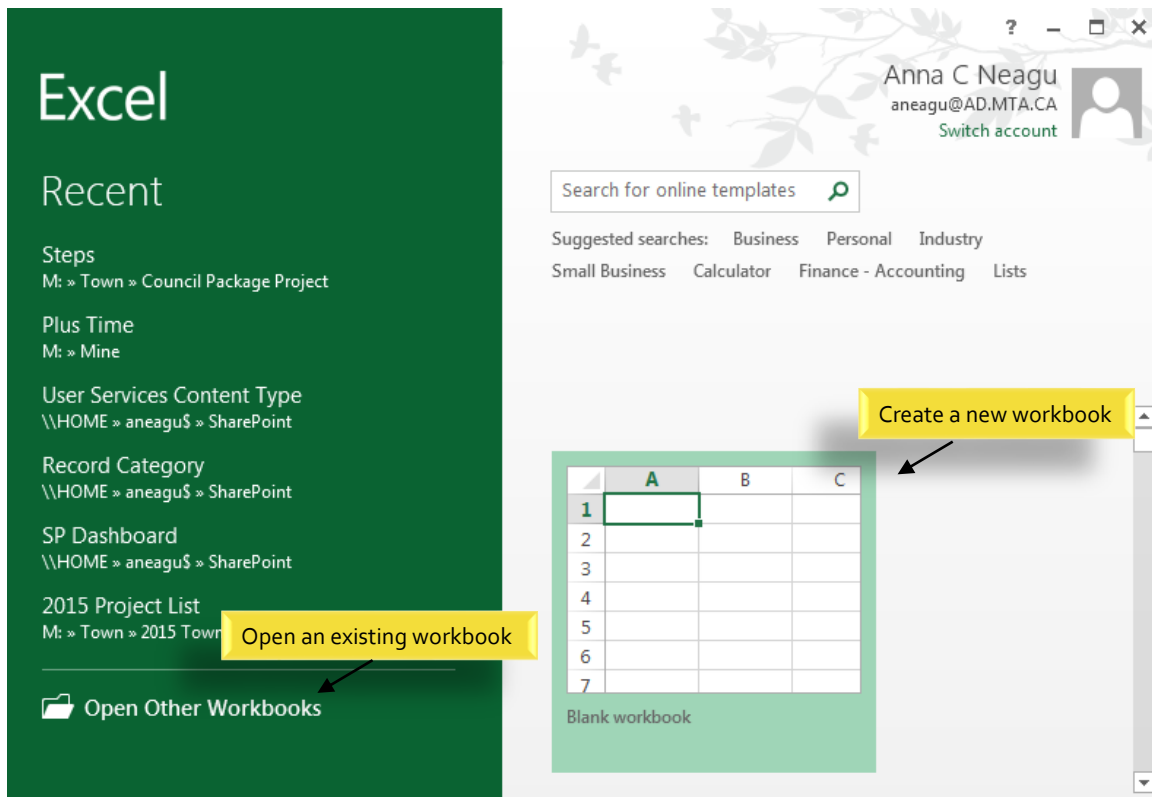 Excel
Recent
Steps
M: » Town » Council Package Project
Plus Time
M: » Mine
User Services Content Type
\\HOME » aneagu$ » SharePoint
Record Category
\\HOME » aneagu$ » SharePoint
SP Dashboard
\\HOME » aneagu$ » SharePoint
2015 Project List
M: » Town » 2015 Town
Open an existing workbook
Open Other Workbooks
?
Anna C Neagu
aneagu@AD.MTA.CA
Switch account
Search for online templates
Suggested searches: Business Personal Industry
Small Business Calculator Finance - Accounting Lists
Create a new workbook
A B C
1
2
3
4
5
6
7
Blank workbook